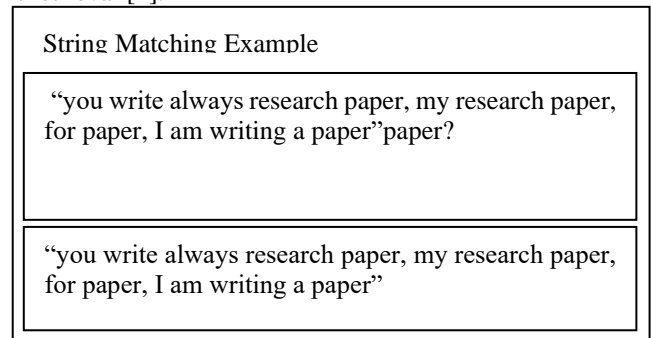 String Matching Example
“you write always research paper, my research paper,
for paper, I am writing a paper”paper?
“you write always research paper, my research paper,
for paper, I am writing a paper”